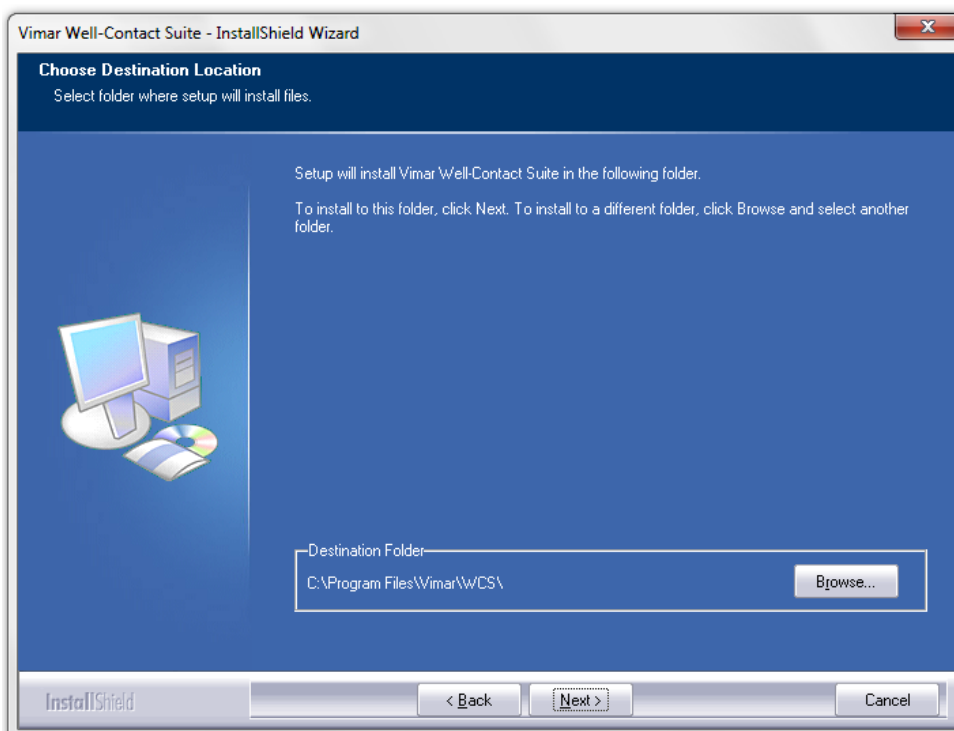 Vimar Well-Contact Suite - InstallShield Wizard
Choose Destination Location
Select folder where setup will install files.
Setup will install Vimar Well-Contact Suite in the following folder.
To install to this folder, click Next. To install to a different folder, click Browse and select another
folder.
Destination Folder
C:\Program Files\Vimar\WCS\
Browse...
InstallShield
< Back
Next >
Cancel